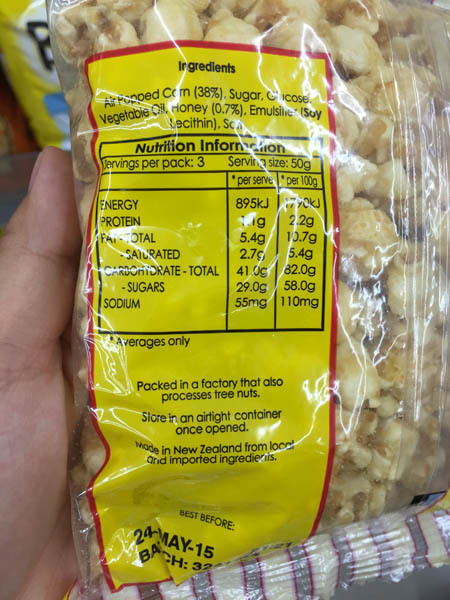 Ingredients
Air Popped Corn (38%), Sugar, Glucose,
Vegetable Oil, Honey (0.7%), Emulsifier (Soy
Lecithin), Salt
Nutrition Information
Servings per pack: 3 Serving size: 50g
*per serve *per 100g
ENERGY 895kJ 1790kJ
PROTEIN 1.1g 2.2g
FAT - TOTAL 5.4g 10.7g
- SATURATED 2.7g 5.4g
CARBOHYDRATE - TOTAL 41.0g 82.0g
- SUGARS 29.0g 58.0g
SODIUM 55mg 110mg
* Averages only
Packed in a factory that also
processes tree nuts.
Store in an airtight container
once opened.
Made in New Zealand from local
and imported ingredients.
BEST BEFORE:
24-MAY-15
BATCH: